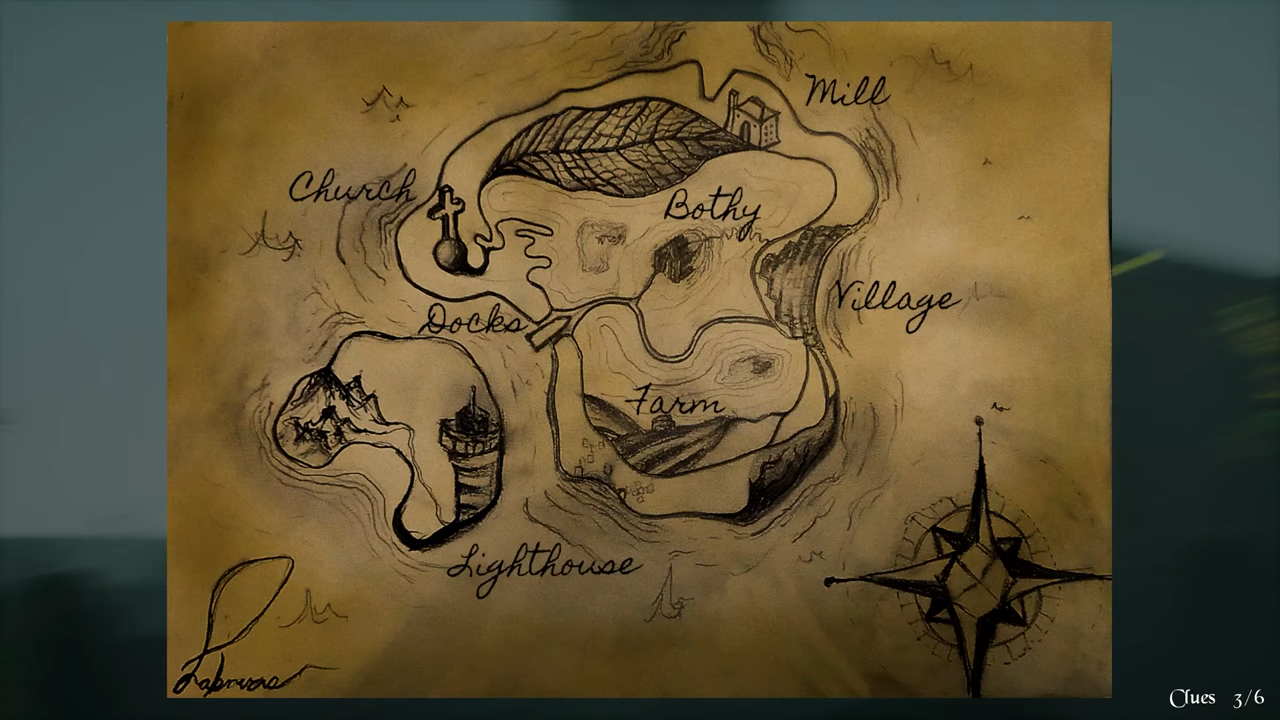 Mill
Church
Bothy
Village
Docks
Farm
Lighthouse
Clues 3/6